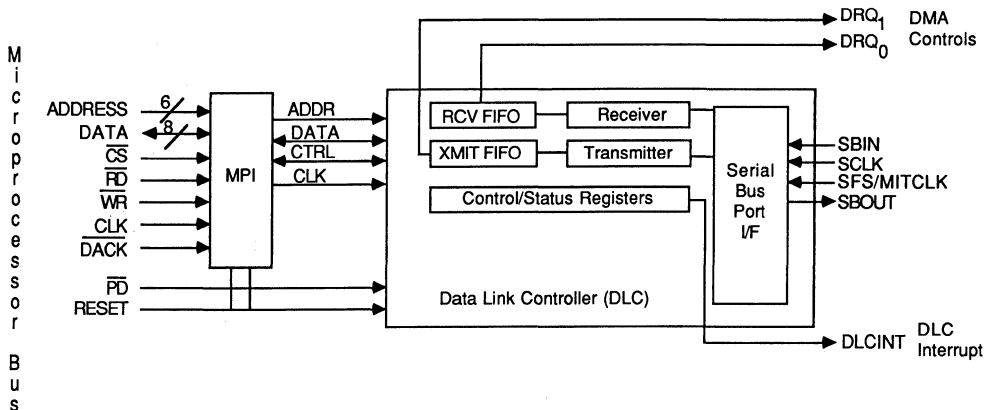 Microprocessor Bus
ADDRESS
6
DATA
8
CS
RD
WR
CLK
DACK
PD
RESET
MPI
ADDR
DATA
CTRL
CLK
RCV FIFO
Receiver
XMIT FIFO
Transmitter
Control/Status Registers
Serial
Bus
Port
I/F
Data Link Controller (DLC)
DRQ1
DMA
DRQ0
Controls
SBIN
SCLK
SFS/MITCLK
SBOUT
DLCINT
DLC
Interrupt